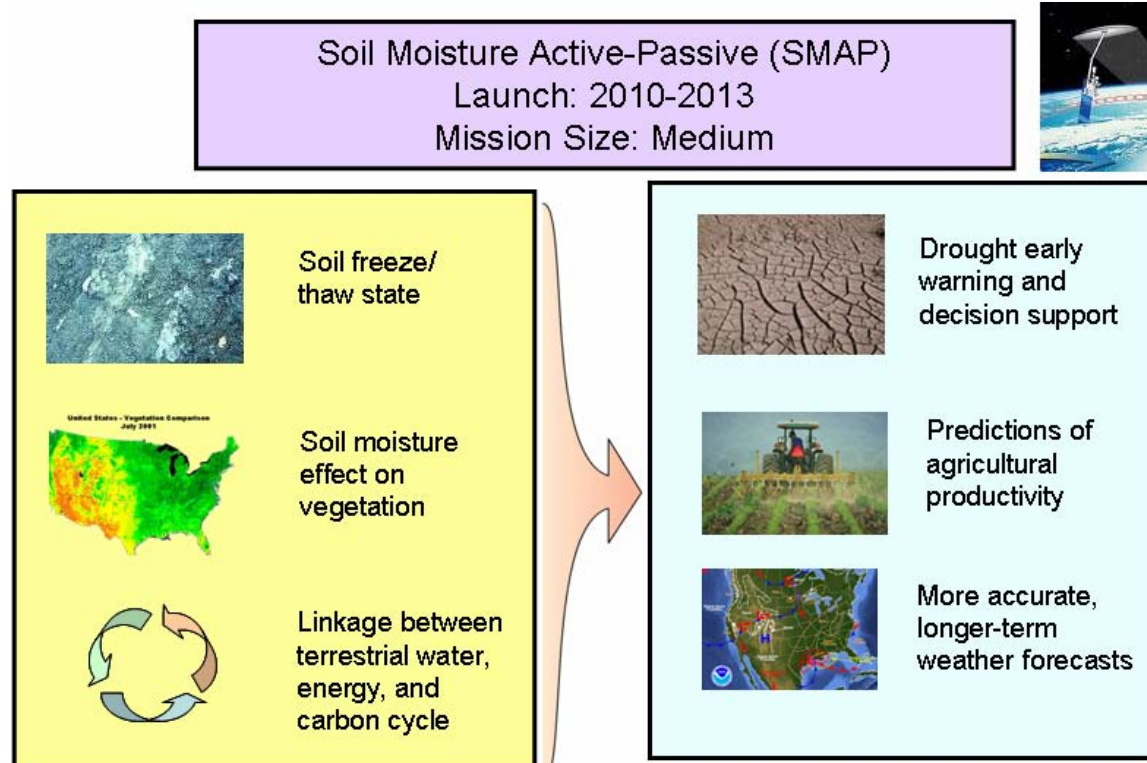 Soil Moisture Active-Passive (SMAP)
Launch: 2010-2013
Mission Size: Medium
Soil freeze/
thaw state
United States - Vegetation Comparison
July 2001
Soil moisture
effect on
vegetation
Linkage between
terrestrial water,
energy, and
carbon cycle
Drought early
warning and
decision support
Predictions of
agricultural
productivity
More accurate,
longer-term
weather forecasts